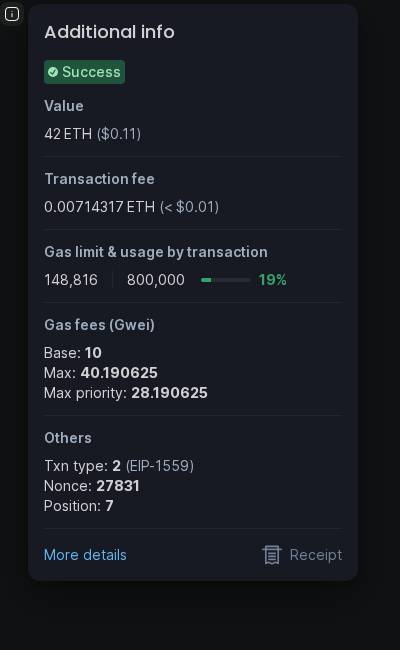 Additional info
Success
Value
42 ETH ($0.11)
Transaction fee
0.00714317 ETH (< $0.01)
Gas limit & usage by transaction
148,816 800,000 19%
Gas fees (Gwei)
Base: 10
Max: 40.190625
Max priority: 28.190625
Others
Txn type: 2 (EIP-1559)
Nonce: 27831
Position: 7
More details Receipt